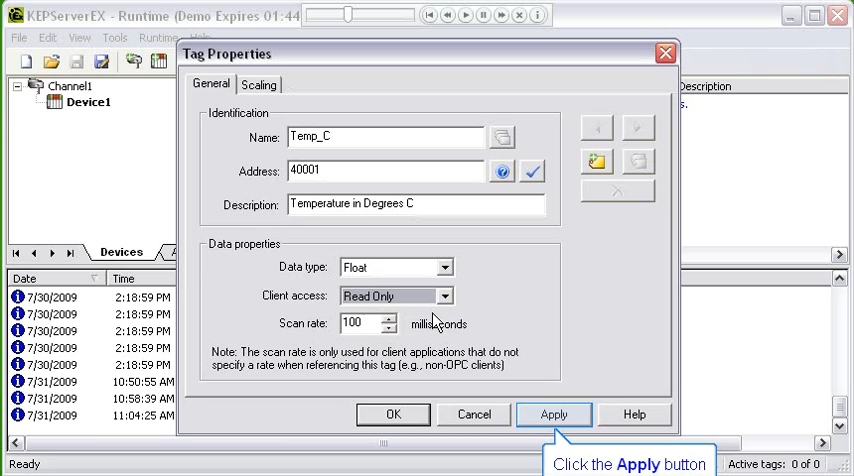 KEPServerEX - Runtime (Demo Expires 01:44
File Edit View Tools Runtime
Channel1
Device1
Description
s.
Tag Properties
General Scaling
Identification
Name: Temp_C
Address: 40001
Description: Temperature in Degrees C
Data properties
Data type: Float
Client access: Read Only
Scan rate: 100 milliseconds
Note: The scan rate is only used for client applications that do not
specify a rate when referencing this tag (e.g., non-OPC clients)
OK Cancel Apply Help
Devices
Date Time
7/30/2009 2:18:59 PM
7/30/2009 2:18:59 PM
7/30/2009 2:18:59 PM
7/30/2009 2:18:59 PM
7/30/2009 2:18:59 PM
7/31/2009 10:50:55 AM
7/31/2009 10:58:39 AM
7/31/2009 11:04:25 AM
Click the Apply button
Ready Active tags: 0 of 0